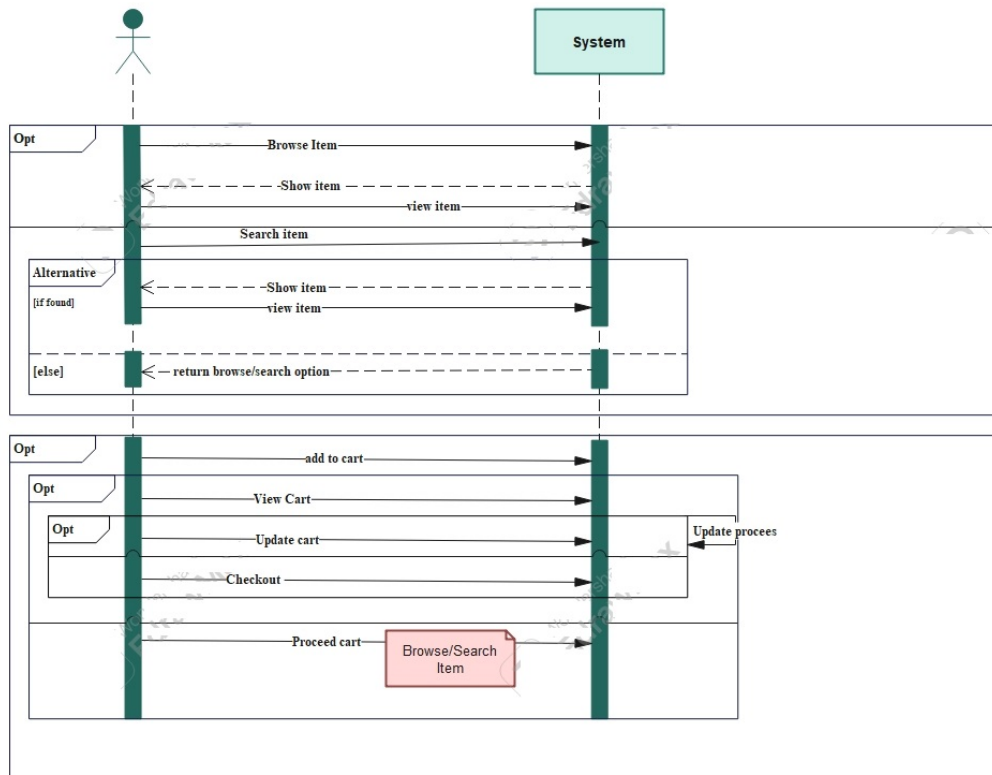 System
Opt
Browse Item
Show item
view item
Search item
Alternative
[if found]
Show item
view item
[else]
return browse/search option
Opt
add to cart
Opt
View Cart
Opt
Update cart
Update procees
Checkout
Proceed cart
Browse/Search
Item